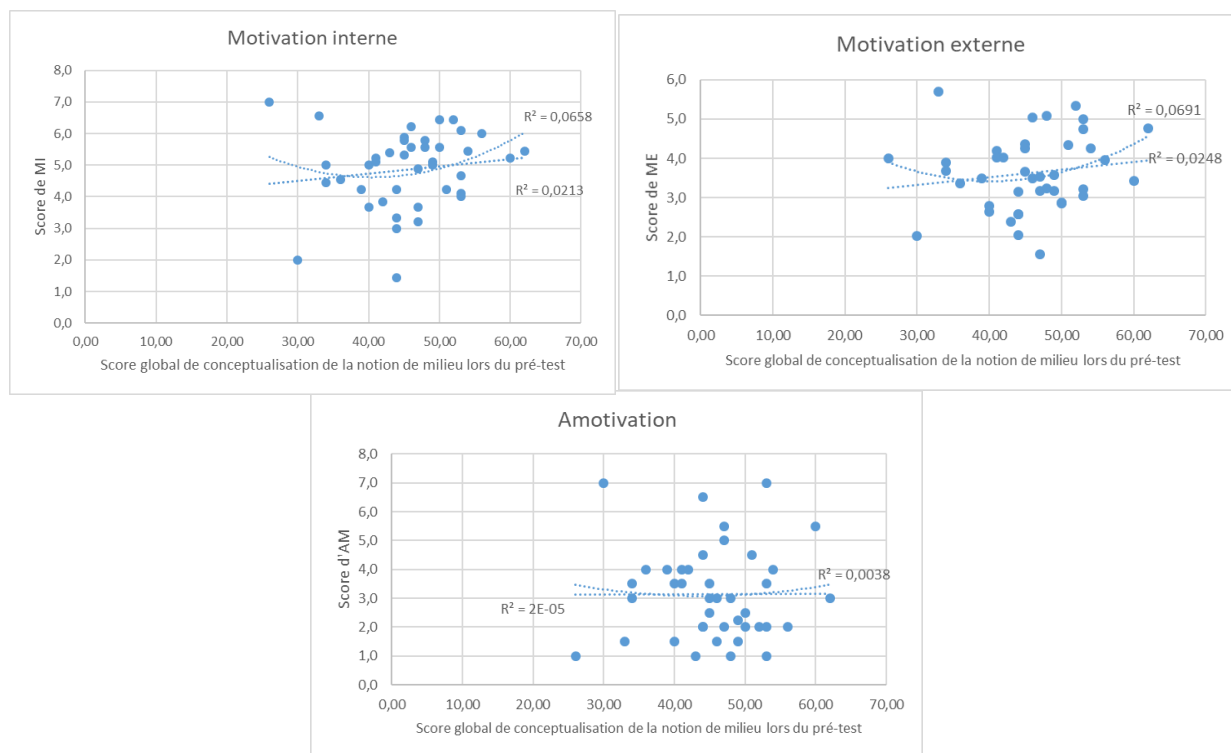 Motivation interne
8,0
7,0
6,0
5,0
4,0
3,0
2,0
1,0
0,0
Score de MI
R² = 0,0658
R² = 0,0213
0,00 10,00 20,00 30,00 40,00 50,00 60,00 70,00
Score global de conceptualisation de la notion de milieu lors du pré-test
Motivation externe
6,0
5,0
4,0
3,0
2,0
1,0
0,0
Score de ME
R² = 0,0691
R² = 0,0248
0,00 10,00 20,00 30,00 40,00 50,00 60,00 70,00
Score global de conceptualisation de la notion de milieu lors du pré-test
Amotivation
8,0
7,0
6,0
5,0
4,0
3,0
2,0
1,0
0,0
Score d'AM
R² = 0,0038
R² = 2E-05
0,00 10,00 20,00 30,00 40,00 50,00 60,00 70,00
Score global de conceptualisation de la notion de milieu lors du pré-test